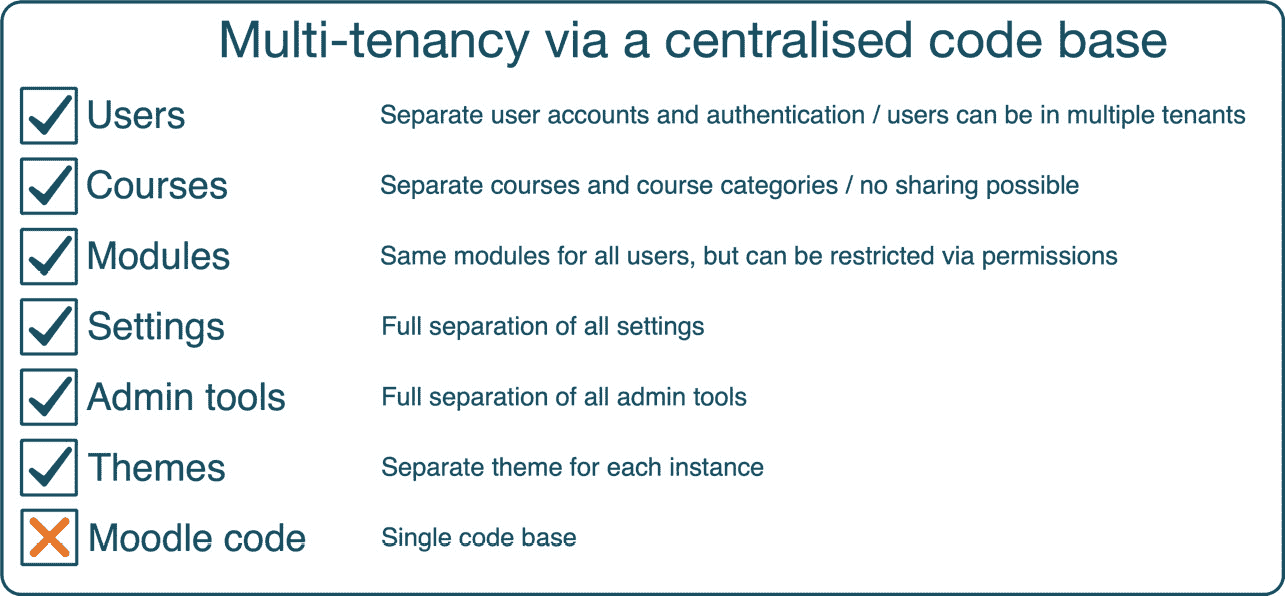 Multi-tenancy via a centralised code base
Users Separate user accounts and authentication / users can be in multiple tenants
Courses Separate courses and course categories / no sharing possible
Modules Same modules for all users, but can be restricted via permissions
Settings Full separation of all settings
Admin tools Full separation of all admin tools
Themes Separate theme for each instance
Moodle code Single code base